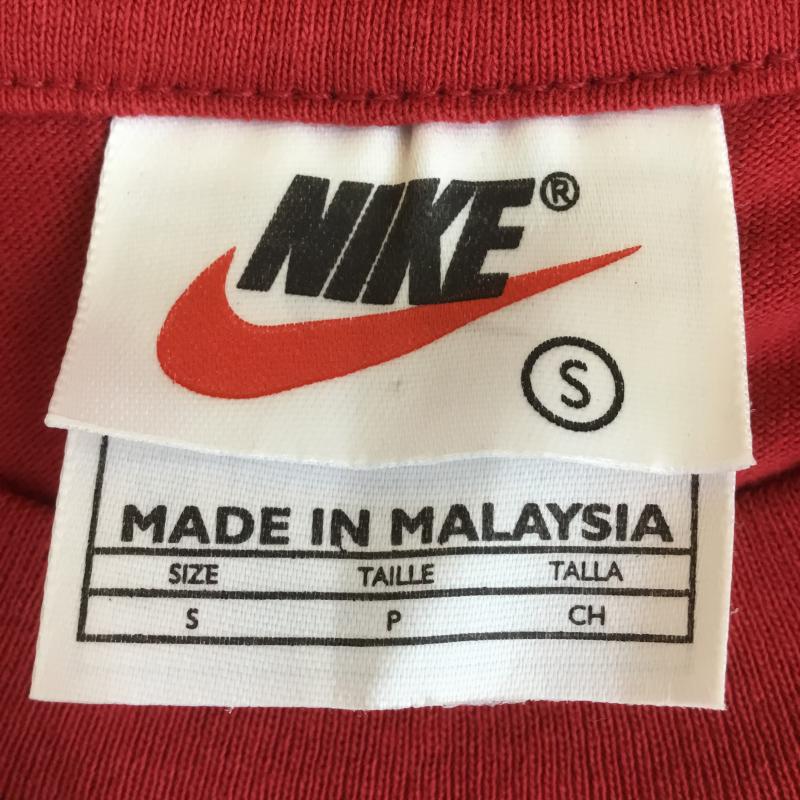 NIKE®
S
MADE IN MALAYSIA
SIZE TAILLE TALLA
S P CH